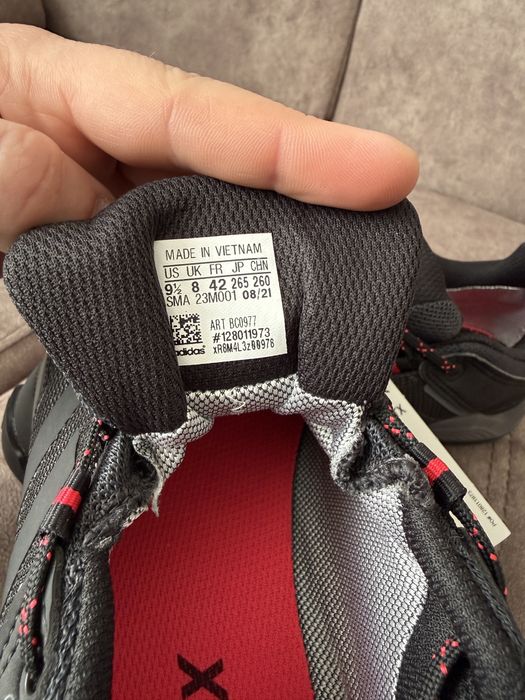 MADE IN VIETNAM
US UK FR JP CHN
9½ 8 42 265 260
SMA 23M001 08/21
ART BC0977
#128011973
adidas xR8M4L3z00976
X
X